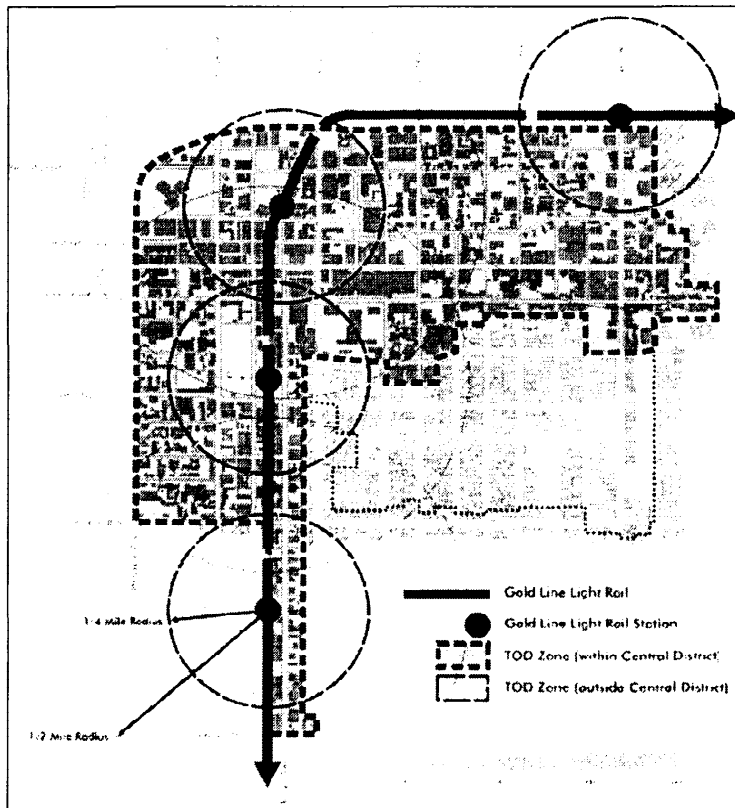 1/4 Mile Radius
1/2 Mile Radius
Gold Line Light Rail
Gold Line Light Rail Station
TOD Zone (within Central District)
TOD Zone (outside Central District)